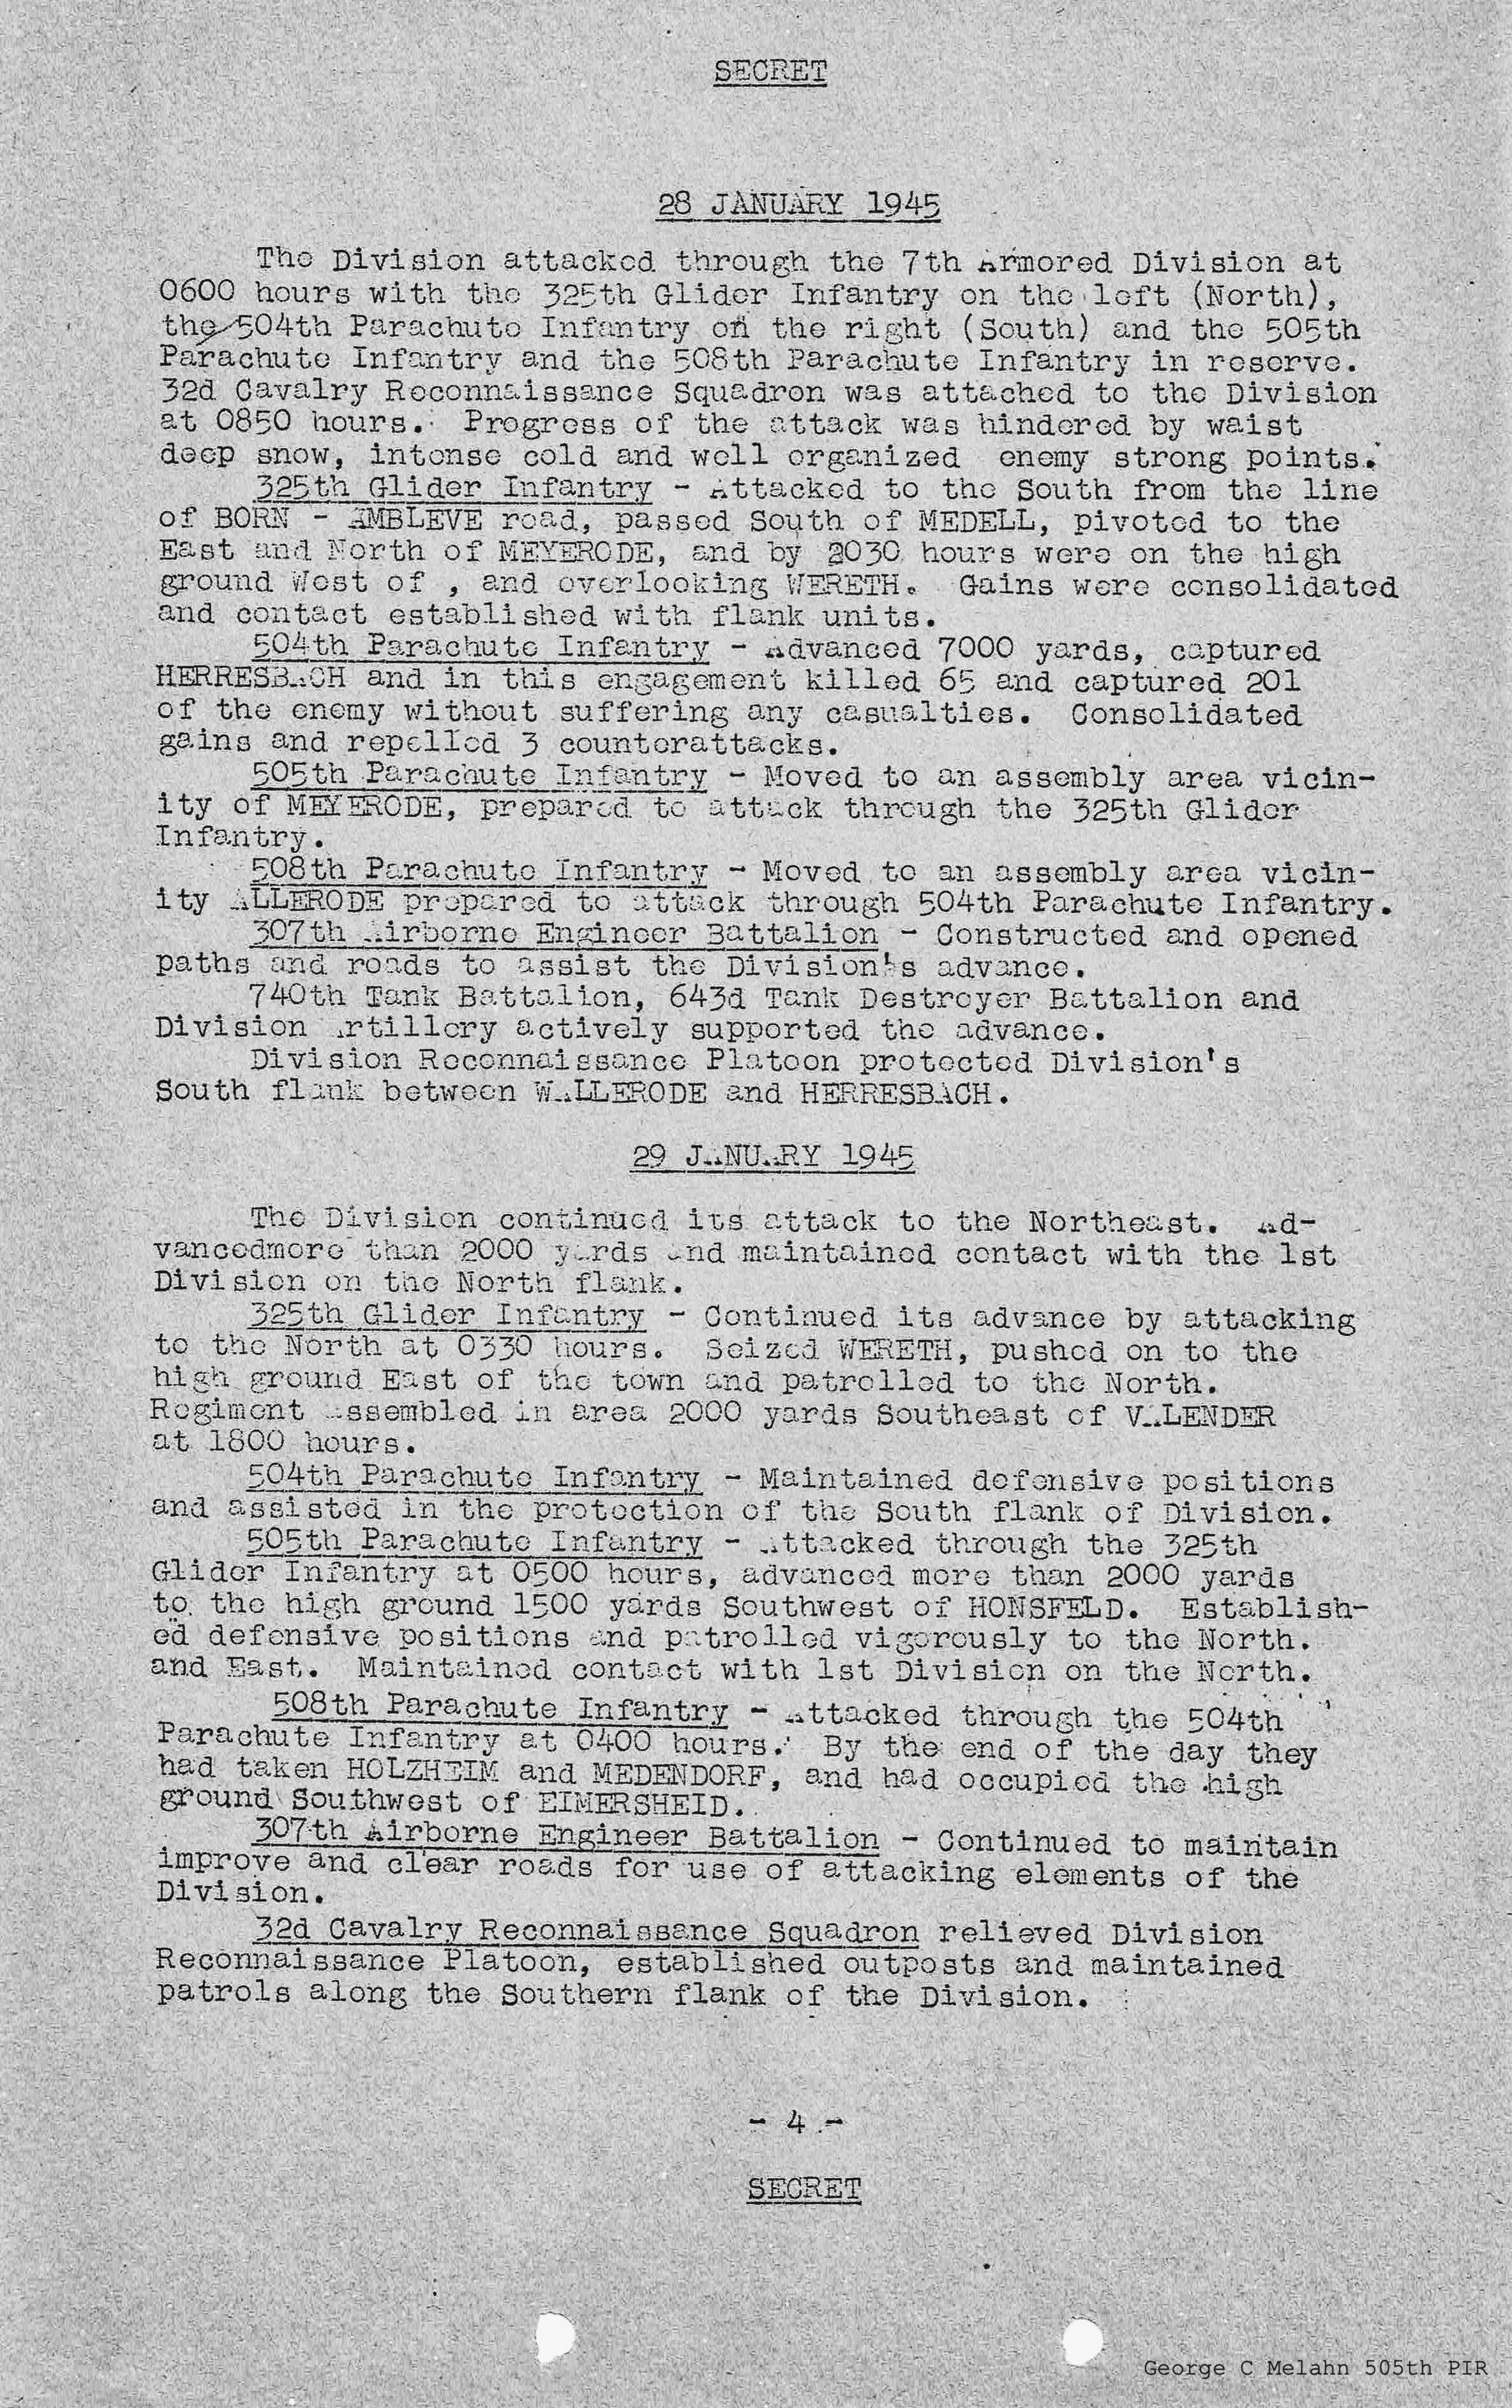 SECRET
28 JANUARY 1945
The Division attacked through the 7th Armored Division at
0600 hours with the 325th Glider Infantry on the left (North),
the 504th Parachute Infantry on the right (South) and the 505th
Parachute Infantry and the 508th Parachute Infantry in reserve.
32d Cavalry Reconnaissance Squadron was attached to the Division
at 0850 hours. Progress of the attack was hindered by waist
deep snow, intense cold and well organized enemy strong points.
325th Glider Infantry - Attacked to the South from the line
of BORN - AMBLEVE road, passed South of MEDELL, pivoted to the
East and North of MEYERODE, and by 2030 hours were on the high
ground West of , and overlooking WERETH. Gains were consolidated
and contact established with flank units.
504th Parachute Infantry - Advanced 7000 yards, captured
HERRESBACH and in this engagement killed 65 and captured 201
of the enemy without suffering any casualties. Consolidated
gains and repelled 3 counterattacks.
505th Parachute Infantry - Moved to an assembly area vicin-
ity of MEYERODE, prepared to attack through the 325th Glider
Infantry.
508th Parachute Infantry - Moved to an assembly area vicin-
ity ALLERODE prepared to attack through 504th Parachute Infantry.
307th Airborne Engineer Battalion - Constructed and opened
paths and roads to assist the Division's advance.
740th Tank Battalion, 643d Tank Destroyer Battalion and
Division Artillery actively supported the advance.
Division Reconnaissance Platoon protected Division's
South flank between WALLERODE and HERRESBACH.
29 JANUARY 1945
The Division continued its attack to the Northeast. Ad-
vancedmore than 2000 yards and maintained contact with the 1st
Division on the North flank.
325th Glider Infantry - Continued its advance by attacking
to the North at 0330 hours. Seized WERETH, pushed on to the
high ground East of the town and patrolled to the North.
Regiment assembled in area 2000 yards Southeast of VALENDER
at 1800 hours.
504th Parachute Infantry - Maintained defensive positions
and assisted in the protection of the South flank of Division.
505th Parachute Infantry - Attacked through the 325th
Glider Infantry at 0500 hours, advanced more than 2000 yards
to the high ground 1500 yards Southwest of HONSFELD. Establish-
ed defensive positions and patrolled vigorously to the North.
and East. Maintained contact with 1st Division on the North.
508th Parachute Infantry - Attacked through the 504th
Parachute Infantry at 0400 hours. By the end of the day they
had taken HOLZHEIM and MEDENDORF, and had occupied the high
ground Southwest of EIMERSHEID.
307th Airborne Engineer Battalion - Continued to maintain
improve and clear roads for use of attacking elements of the
Division.
32d Cavalry Reconnaissance Squadron relieved Division
Reconnaissance Platoon, established outposts and maintained
patrols along the Southern flank of the Division.
- 4 -
SECRET
George C Melahn 505th PIR